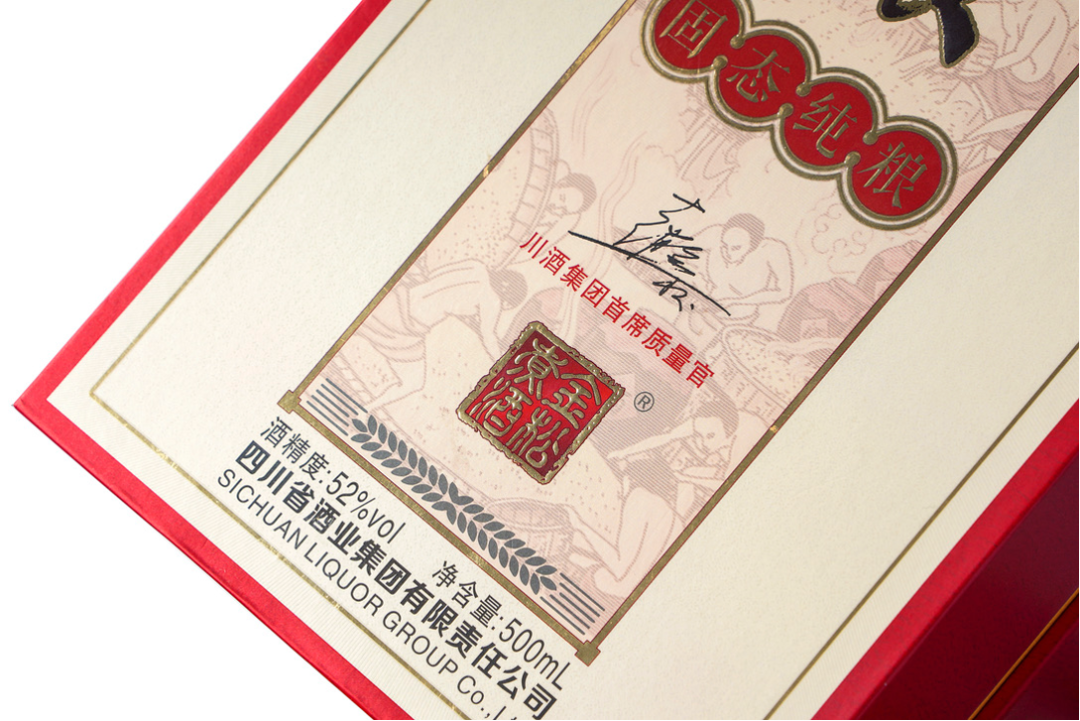 固态纯粮
川酒集团首席质量官
金松
酒
®
酒精度:52%vol 净含量:500mL
四川省酒业集团有限责任公司
SICHUAN LIQUOR GROUP Co.,